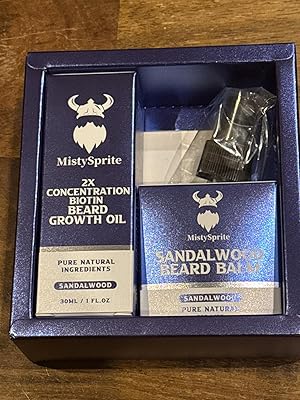 MistySprite
2X
CONCENTRATION
BIOTIN
BEARD
GROWTH OIL
PURE NATURAL
INGREDIENTS
SANDALWOOD
30ML / 1 FL.OZ
MistySprite
SANDALWOOD
BEARD BALM
SANDALWOOD
PURE NATURAL